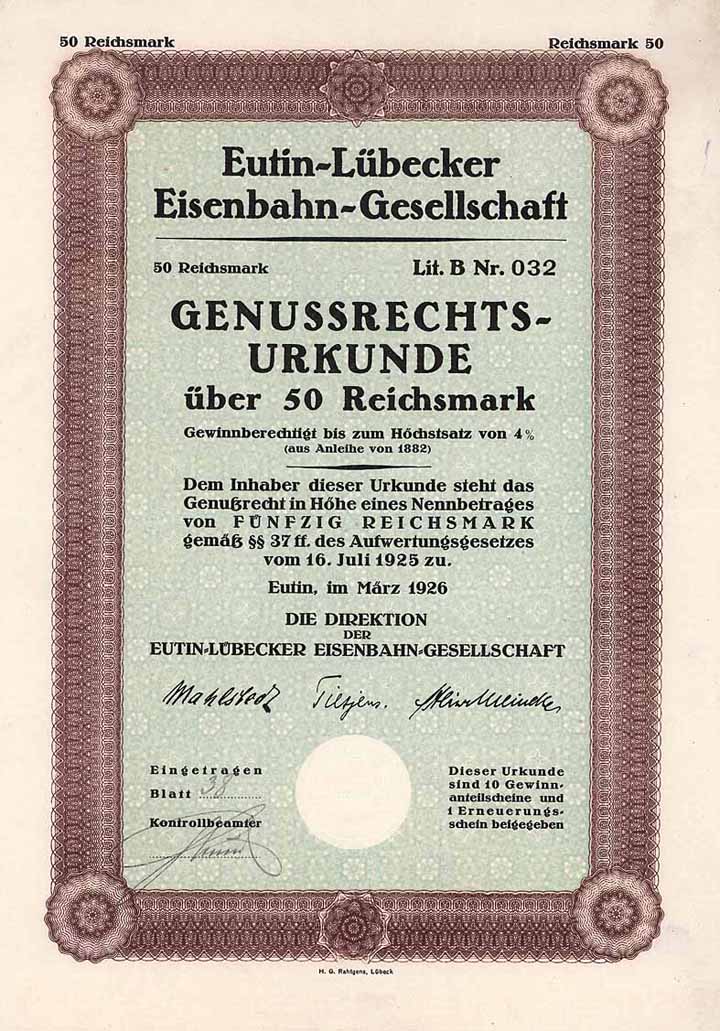 50 Reichsmark
Reichsmark 50
Eutin-Lübecker
Eisenbahn-Gesellschaft
50 Reichsmark
Lit. B Nr. 032
GENUSSRECHTS-
URKUNDE
über 50 Reichsmark
Gewinnberechtigt bis zum Höchstsatz von 4%
(aus Anleihe von 1882)
Dem Inhaber dieser Urkunde steht das
Genußrecht in Höhe eines Nennbetrages
von FÜNFZIG REICHSMARK
gemäß §§ 37 ff. des Aufwertungsgesetzes
vom 16. Juli 1925 zu.
Eutin, im März 1926
DIE DIREKTION
DER
EUTIN-LÜBECKER EISENBAHN-GESELLSCHAFT
Mahlstedt Tietjens.
Eingetragen
Blatt 38
Kontrollbeamter
Dieser Urkunde
sind 10 Gewinn-
anteilscheine und
1 Erneuerungs-
schein beigegeben
H. G. Rahtgens, Lübeck